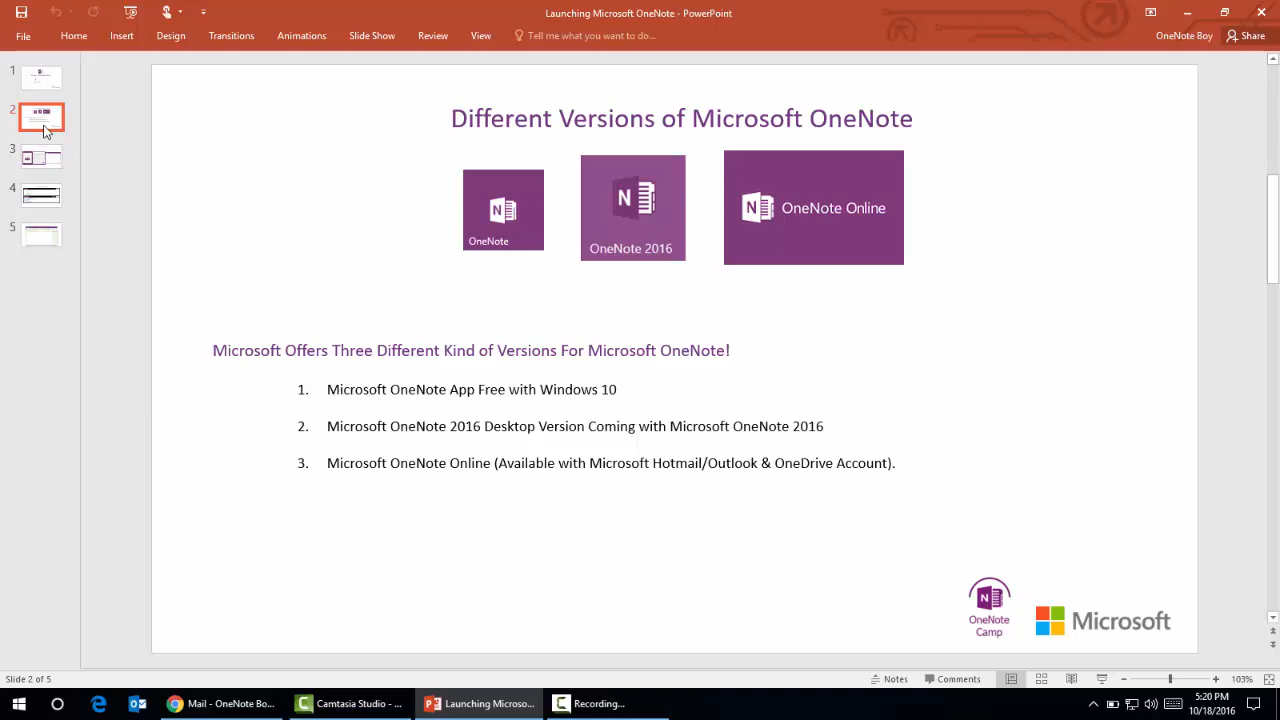 Launching Microsoft OneNote - PowerPoint
File Home Insert Design Transitions Animations Slide Show Review View Tell me what you want to do... OneNote Boy Share
1
2
3
4
5
Different Versions of Microsoft OneNote
OneNote
OneNote 2016
OneNote Online
Microsoft Offers Three Different Kind of Versions For Microsoft OneNote!
1. Microsoft OneNote App Free with Windows 10
2. Microsoft OneNote 2016 Desktop Version Coming with Microsoft OneNote 2016
3. Microsoft OneNote Online (Available with Microsoft Hotmail/Outlook & OneDrive Account).
OneNote
Camp
Microsoft
Slide 2 of 5 Notes Comments 103%
Mail - OneNote Bo... Camtasia Studio - ... Launching Microso... Recording... 5:20 PM
10/18/2016